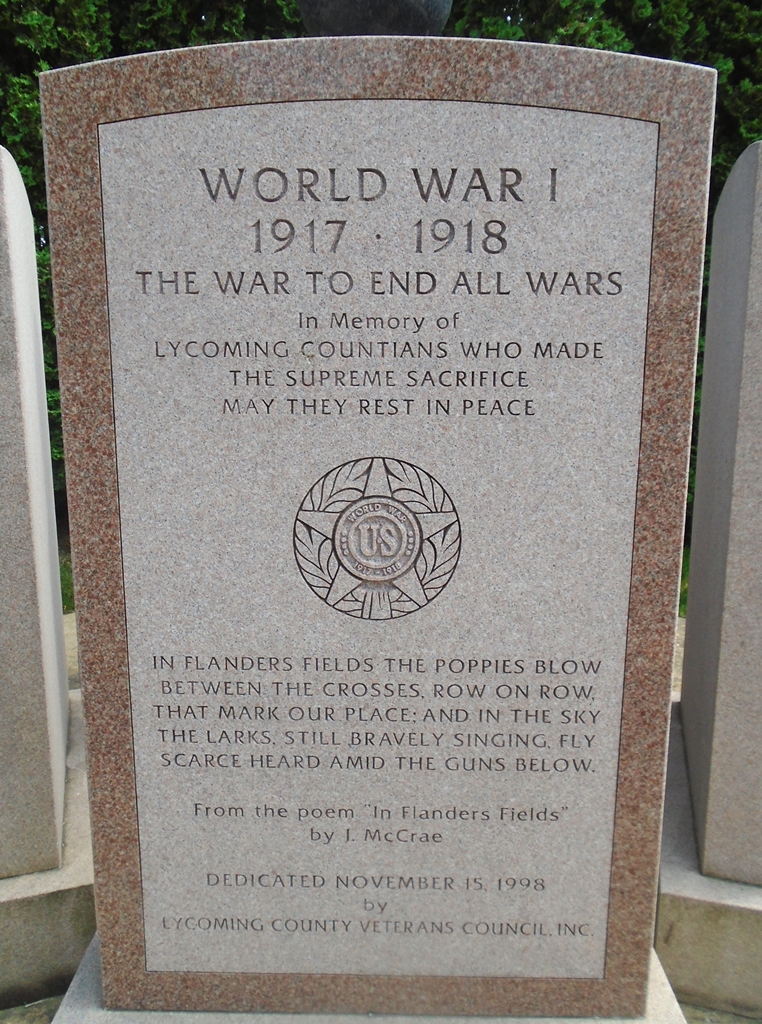 WORLD WAR I
1917 · 1918
THE WAR TO END ALL WARS
In Memory of
LYCOMING COUNTIANS WHO MADE
THE SUPREME SACRIFICE
MAY THEY REST IN PEACE
WORLD WAR
US
1917-1918
IN FLANDERS FIELDS THE POPPIES BLOW
BETWEEN THE CROSSES, ROW ON ROW,
THAT MARK OUR PLACE; AND IN THE SKY
THE LARKS, STILL BRAVELY SINGING, FLY
SCARCE HEARD AMID THE GUNS BELOW.
From the poem "In Flanders Fields"
by J. McCrae
DEDICATED NOVEMBER 15, 1998
by
LYCOMING COUNTY VETERANS COUNCIL, INC.